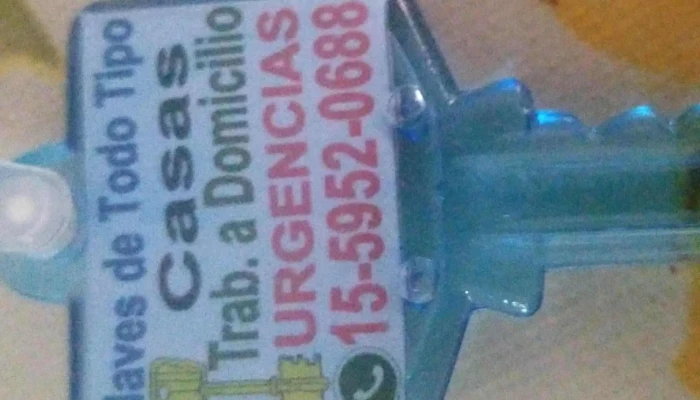 laves de Todo Tipo
Casas
Trab. a Domicilio
URGENCIAS
15-5952-0688